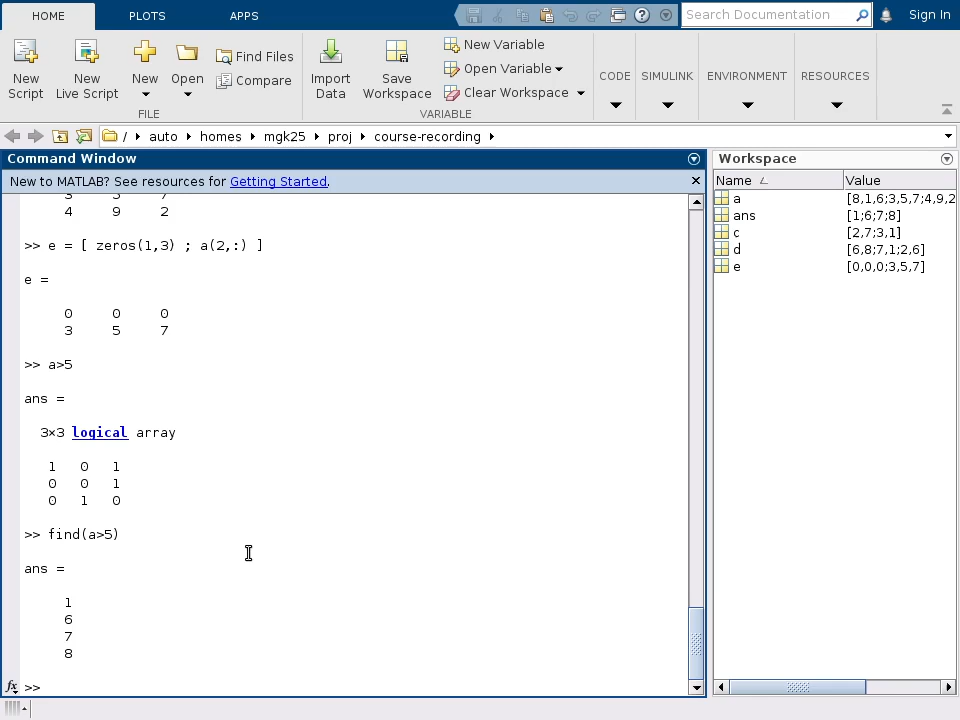 HOME PLOTS APPS Search Documentation Sign In
New Script
New Live Script
New
Open
Find Files
Compare
FILE
Import Data
Save Workspace
New Variable
Open Variable
Clear Workspace
VARIABLE
CODE
SIMULINK
ENVIRONMENT
RESOURCES
/ auto homes mgk25 proj course-recording
Command Window
New to MATLAB? See resources for Getting Started.
3 5 7
4 9 2
>> e = [ zeros(1,3) ; a(2,:) ]
e =
0 0 0
3 5 7
>> a>5
ans =
3×3 logical array
1 0 1
0 0 1
0 1 0
>> find(a>5)
ans =
1
6
7
8
fx >>
Workspace
Name Value
a [8,1,6;3,5,7;4,9,2
ans [1;6;7;8]
c [2,7;3,1]
d [6,8;7,1;2,6]
e [0,0,0;3,5,7]